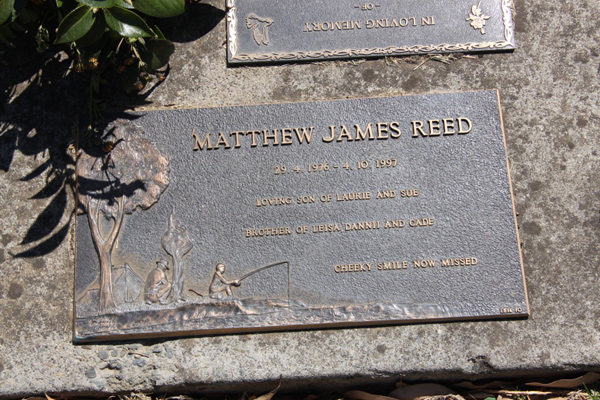 IN LOVING MEMORY
- OF -
MATTHEW JAMES REED
29. 4. 1976 - 4. 10. 1997
LOVING SON OF LAURIE AND SUE
BROTHER OF LEISA, DANNII AND CADE
CHEEKY SMILE NOW MISSED